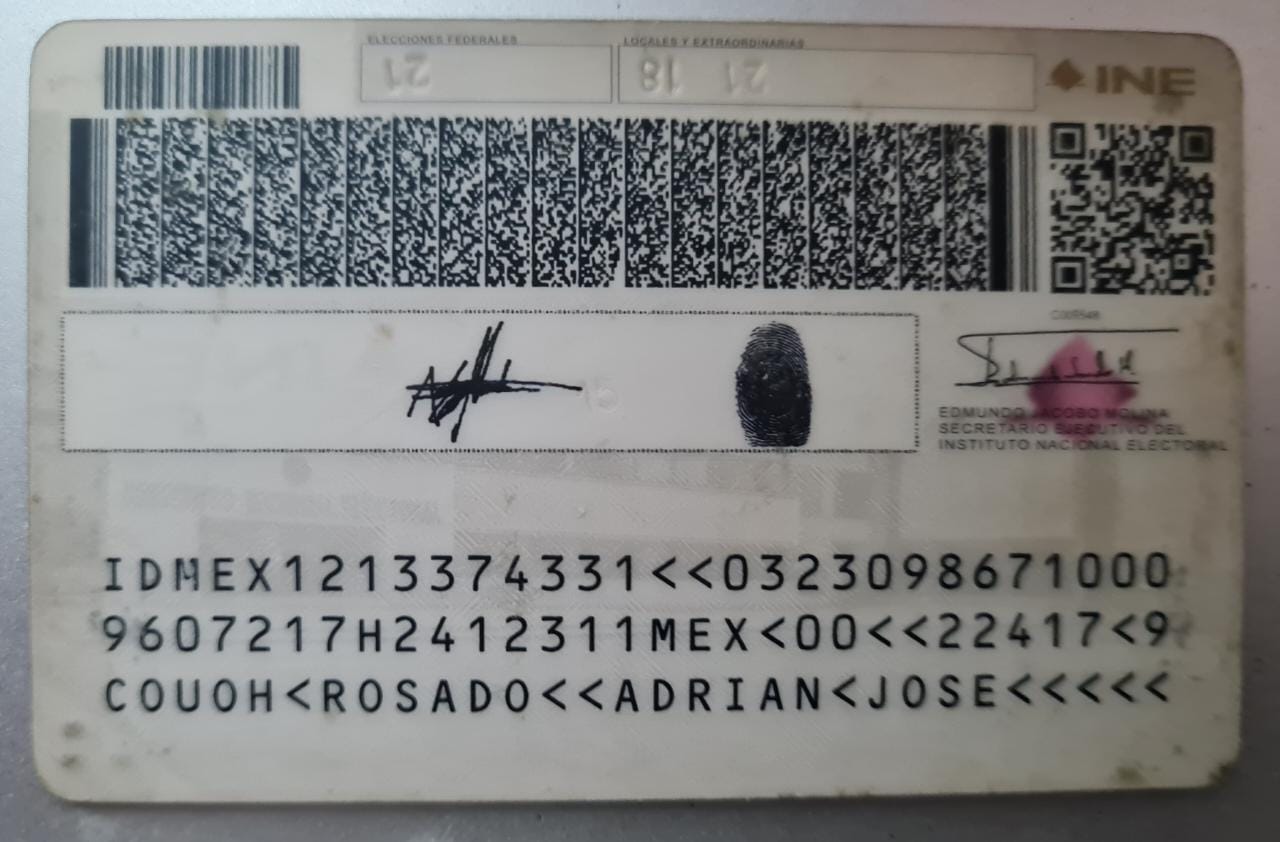 ELECCIONES FEDERALES
LOCALES Y EXTRAORDINARIAS
21
18 21
INE
EDMUNDO JACOBO MOLINA
SECRETARIO EJECUTIVO DEL
INSTITUTO NACIONAL ELECTORAL
IDMEX1213374331<<0323098671000
9607217H2412311MEX<00<<22417<9
COUOH<ROSADO<<ADRIAN<JOSE<<<<<